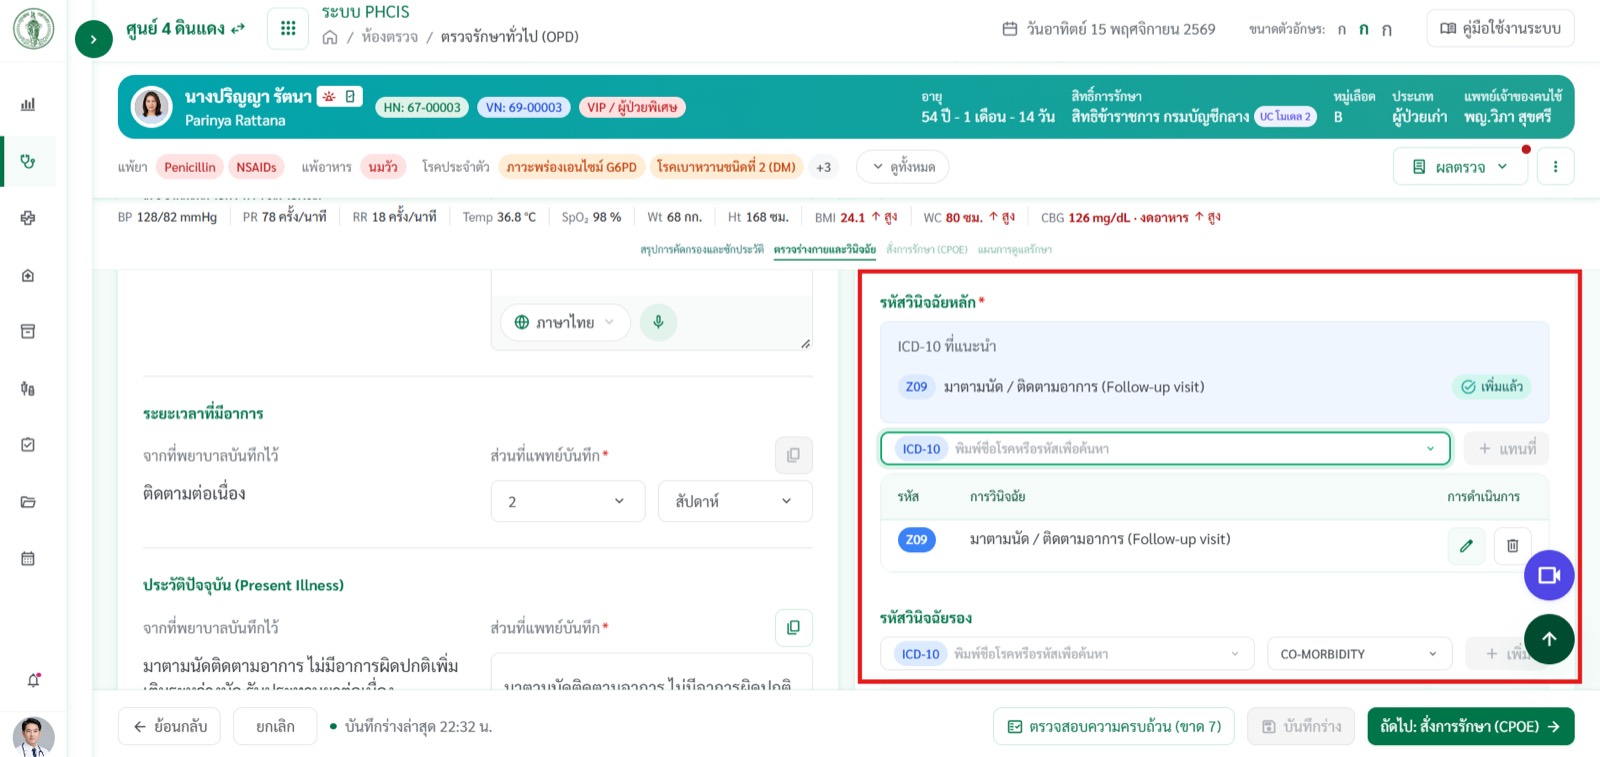 ศูนย์ 4 ดินแดง
ระบบ PHCIS
/ ห้องตรวจ / ตรวจรักษาทั่วไป (OPD)
วันอาทิตย์ 15 พฤศจิกายน 2569
ขนาดตัวอักษร: ก ก ก
คู่มือใช้งานระบบ
นางปริญญา รัตนา
Parinya Rattana
HN: 67-00003
VN: 69-00003
VIP / ผู้ป่วยพิเศษ
อายุ
54 ปี - 1 เดือน - 14 วัน
สิทธิ์การรักษา
สิทธิข้าราชการ กรมบัญชีกลาง UC โมเดล 2
หมู่เลือด
B
ประเภท
ผู้ป่วยเก่า
แพทย์เจ้าของคนไข้
พญ.วิภา สุขศรี
แพ้ยา Penicillin NSAIDs แพ้อาหาร นมวัว โรคประจำตัว ภาวะพร่องเอนไซม์ G6PD โรคเบาหวานชนิดที่ 2 (DM) +3 ดูทั้งหมด
ผลตรวจ
BP 128/82 mmHg PR 78 ครั้ง/นาที RR 18 ครั้ง/นาที Temp 36.8 °C SpO₂ 98 % Wt 68 กก. Ht 168 ซม. BMI 24.1 ↑ สูง WC 80 ซม. ↑ สูง CBG 126 mg/dL · งดอาหาร ↑ สูง
สรุปการคัดกรองและซักประวัติ ตรวจร่างกายและวินิจฉัย สั่งการรักษา (CPOE) แผนการดูแลรักษา
ภาษาไทย
ระยะเวลาที่มีอาการ
จากที่พยาบาลบันทึกไว้
ติดตามต่อเนื่อง
ส่วนที่แพทย์บันทึก*
2 สัปดาห์
ประวัติปัจจุบัน (Present Illness)
จากที่พยาบาลบันทึกไว้
มาตามนัดติดตามอาการ ไม่มีอาการผิดปกติเพิ่ม
ส่วนที่แพทย์บันทึก*
มาตามนัดติดตามอาการ ไม่มีอาการผิดปกติ
รหัสวินิจฉัยหลัก*
ICD-10 ที่แนะนำ
Z09 มาตามนัด / ติดตามอาการ (Follow-up visit) เพิ่มแล้ว
ICD-10 พิมพ์ชื่อโรคหรือรหัสเพื่อค้นหา + แทนที่
รหัส การวินิจฉัย การดำเนินการ
Z09 มาตามนัด / ติดตามอาการ (Follow-up visit)
รหัสวินิจฉัยรอง
ICD-10 พิมพ์ชื่อโรคหรือรหัสเพื่อค้นหา CO-MORBIDITY + เพิ่ม
← ย้อนกลับ ยกเลิก บันทึกร่างล่าสุด 22:32 น. ตรวจสอบความครบถ้วน (ขาด 7) บันทึกร่าง ถัดไป: สั่งการรักษา (CPOE) →